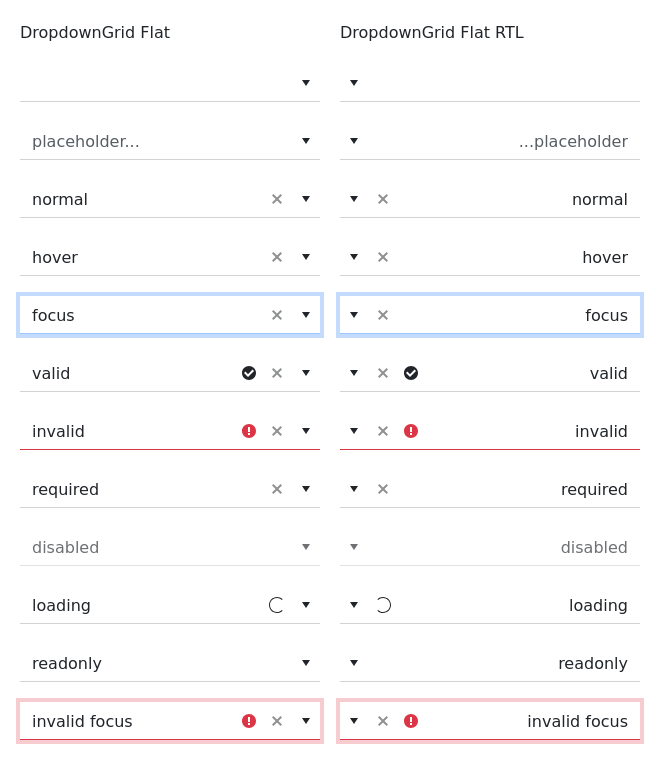 DropdownGrid Flat
DropdownGrid Flat RTL
placeholder...
...placeholder
normal
normal
hover
hover
focus
focus
valid
valid
invalid
invalid
required
required
disabled
disabled
loading
loading
readonly
readonly
invalid focus
invalid focus